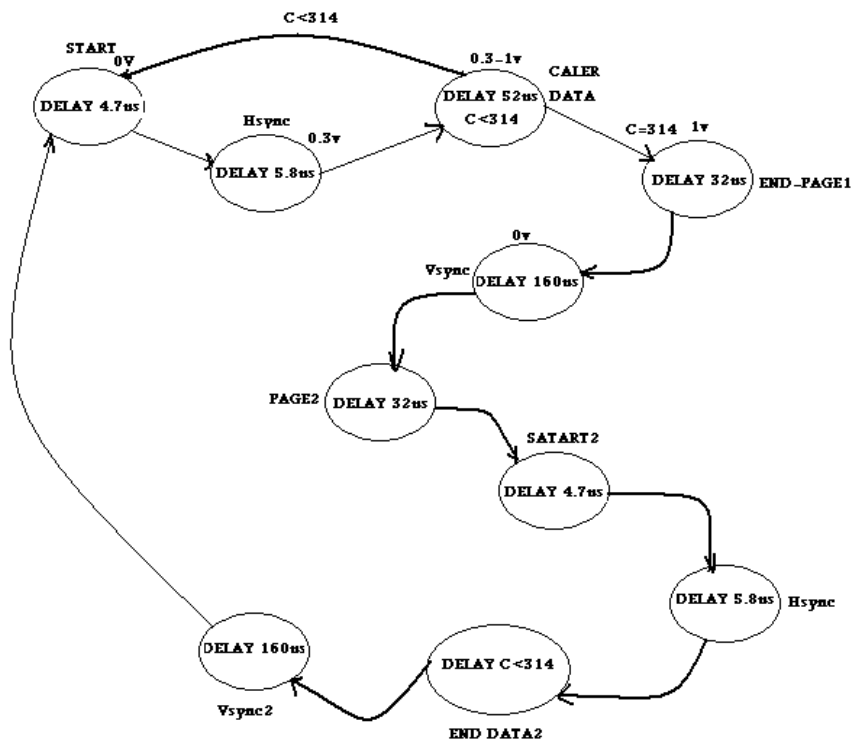 C<314
START
0V
DELAY 4.7us
Hsync
0.3v
DELAY 5.8us
0.3-1v
DELAY 52us
C<314
CALER
DATA
C=314
1v
DELAY 32us
END-PAGE1
0v
Vsync
DELAY 160us
PAGE2
DELAY 32us
SATART2
DELAY 4.7us
DELAY 5.8us
Hsync
DELAY C<314
END DATA2
DELAY 160us
Vsync2